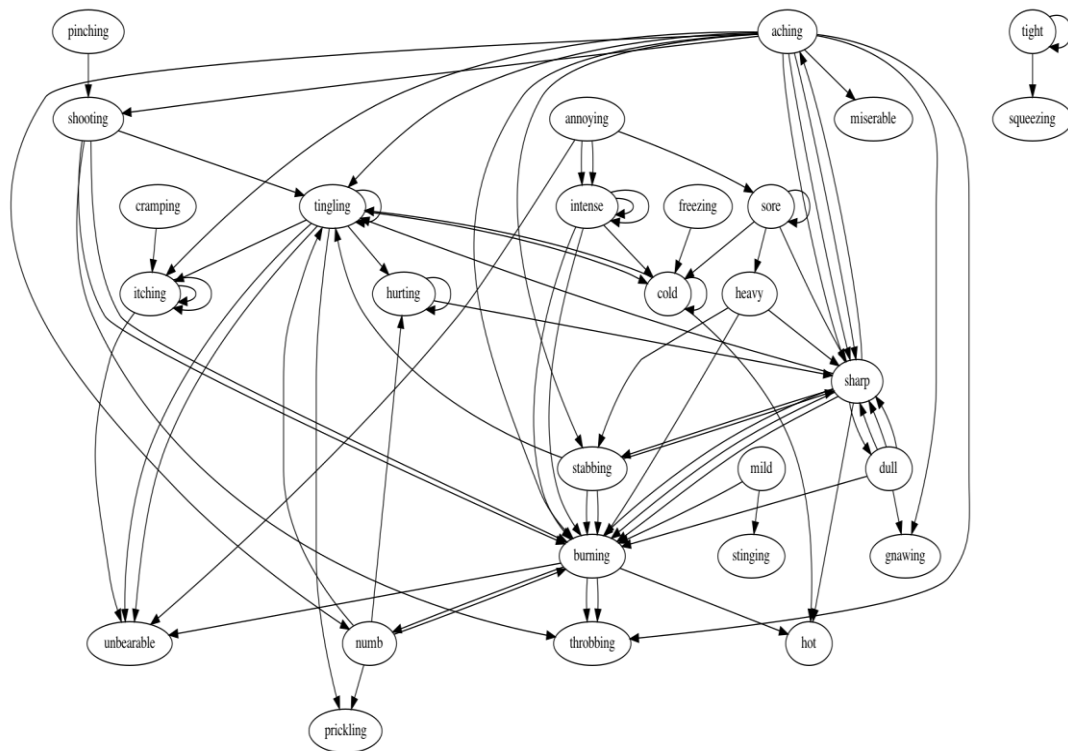 pinching
aching
tight
shooting
annoying
miserable
squeezing
cramping
tingling
intense
freezing
sore
itching
hurting
cold
heavy
sharp
stabbing
mild
dull
burning
stinging
gnawing
unbearable
numb
throbbing
hot
prickling